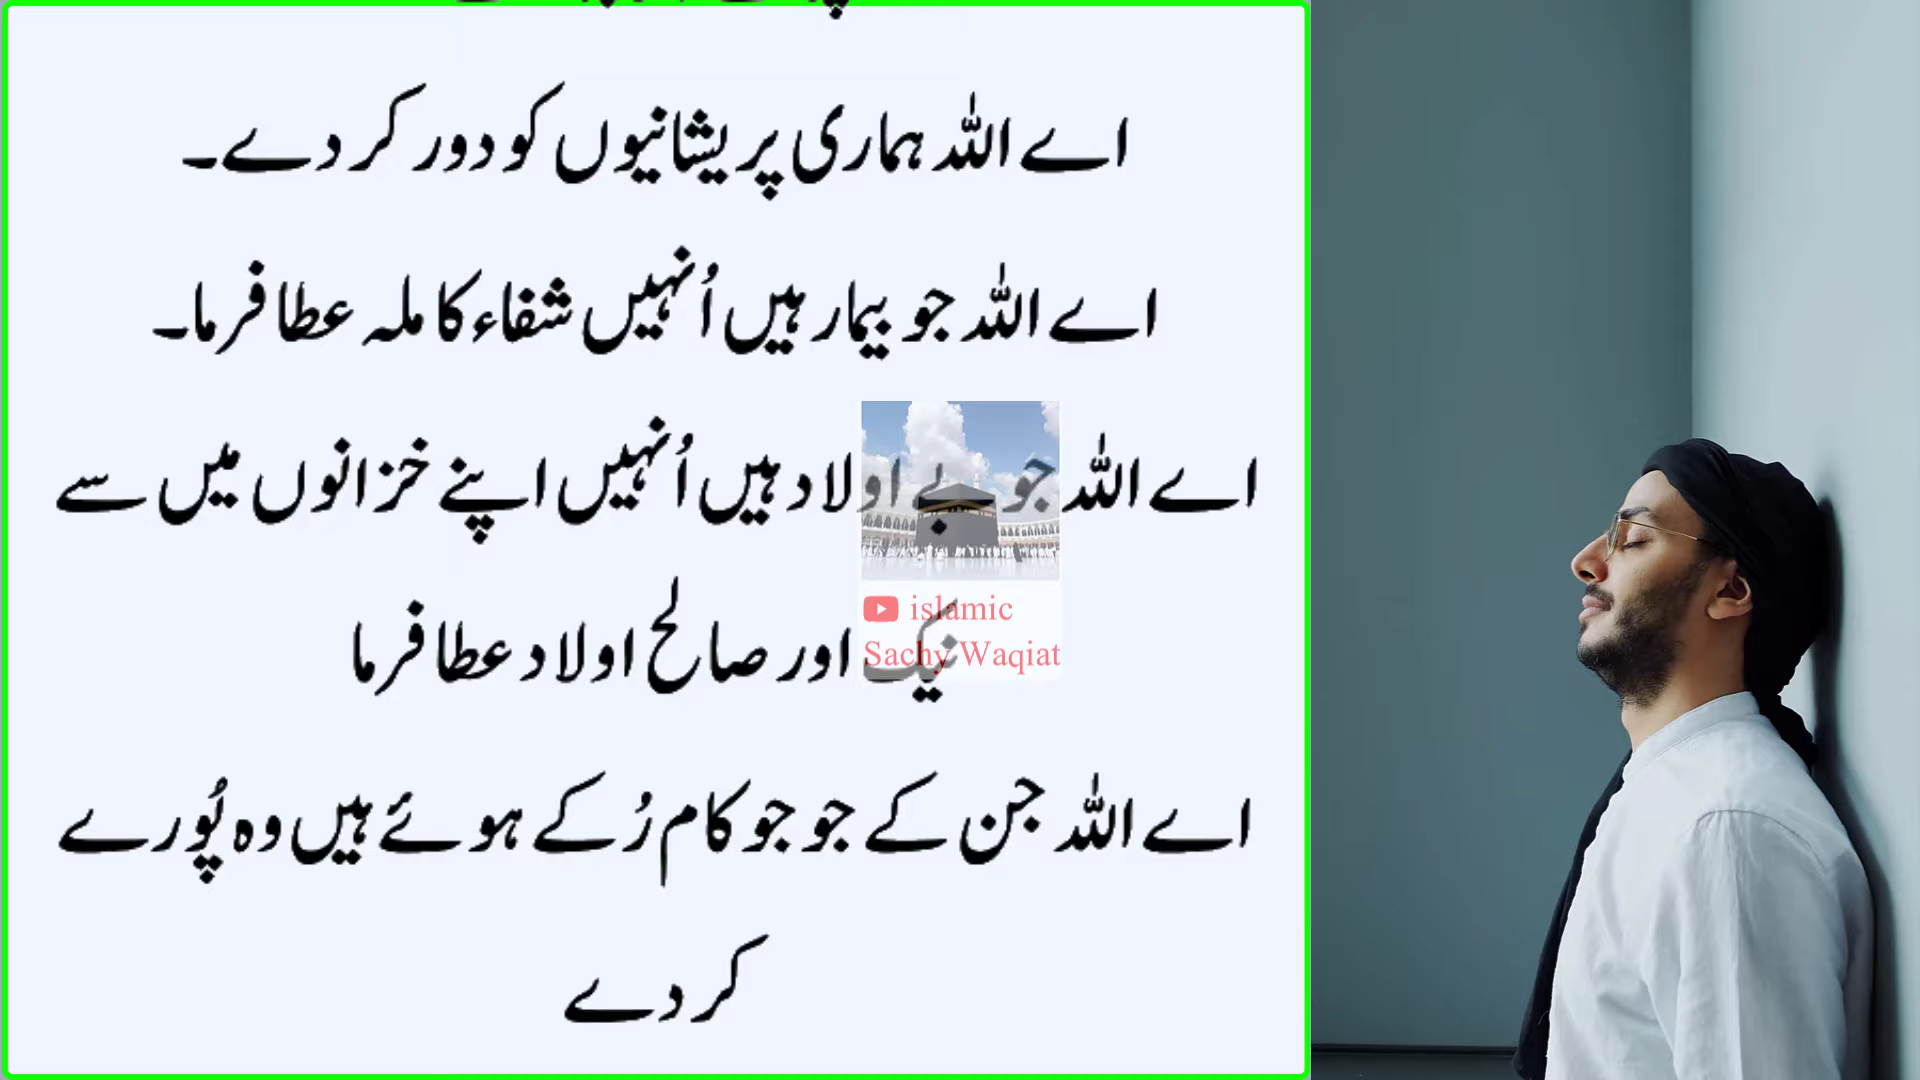 اے اللہ ہماری پریشانیوں کو دور کر دے۔
اے اللہ جو بیمار ہیں اُنہیں شفاء کاملہ عطا فرما۔
اے اللہ جو بے اولاد ہیں اُنہیں اپنے خزانوں میں سے
نیک اور صالح اولاد عطا فرما
اے اللہ جن کے جو جو کام رُکے ہوئے ہیں وہ پُورے
کر دے
islamic
Sachy Waqiat